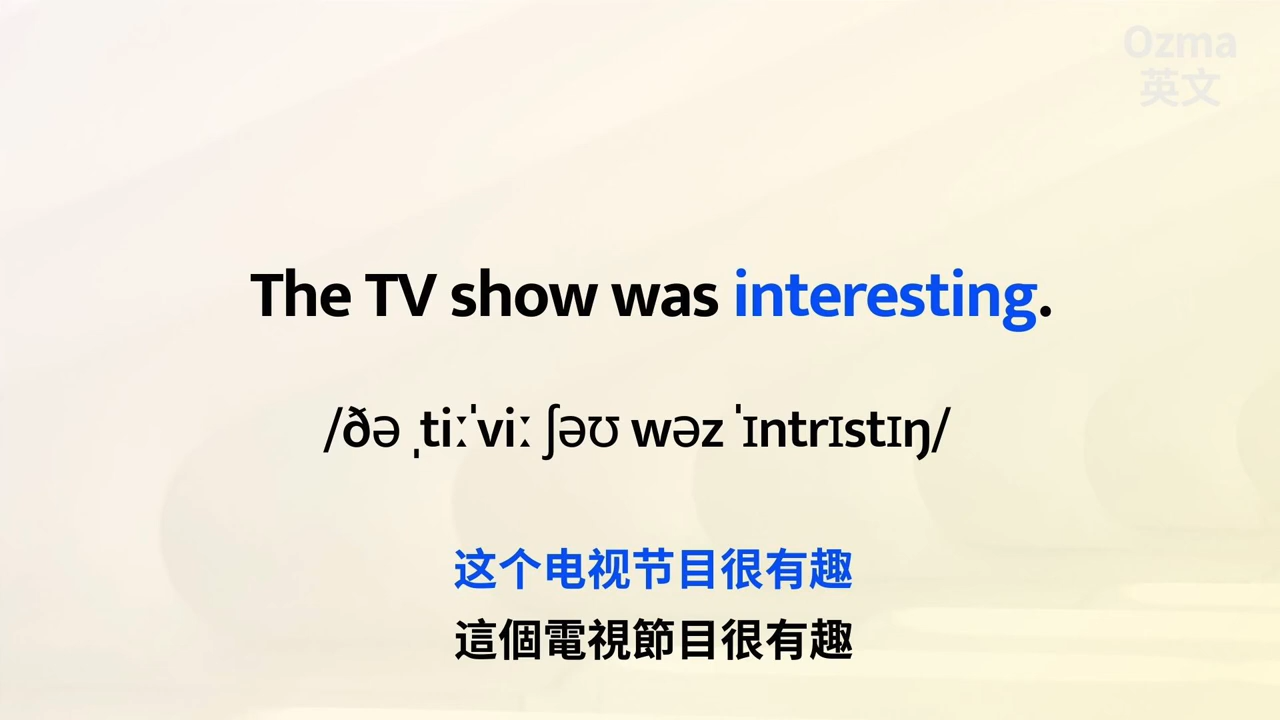 Ozma
英文
The TV show was interesting.
/ðə ˌtiːˈviː ʃəʊ wəz ˈɪntrɪstɪŋ/
这个电视节目很有趣
這個電視節目很有趣